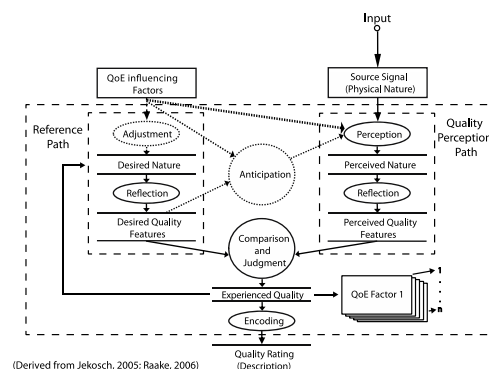 Input
QoE influencing
Factors
Source Signal
(Physical Nature)
Reference
Path
Quality
Perception
Path
Adjustment
Perception
Desired Nature
Anticipation
Perceived Nature
Reflection
Reflection
Desired Quality
Features
Perceived Quality
Features
Comparison
and
Judgment
Experienced Quality
QoE Factor 1
1
n
Encoding
Quality Rating
(Description)
(Derived from Jekosch, 2005; Raake, 2006)